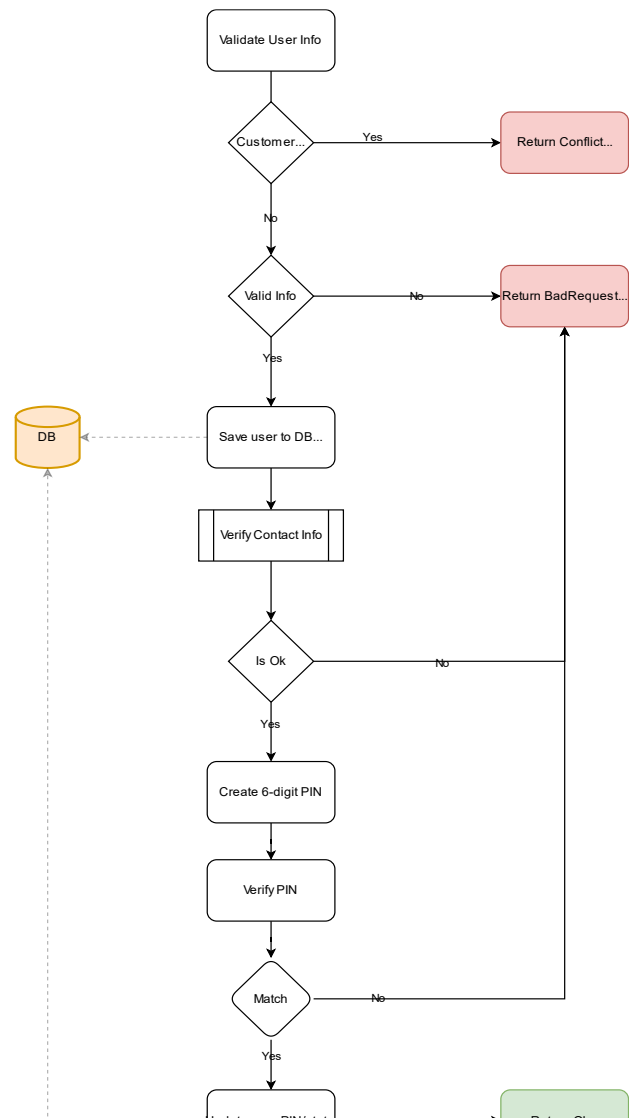 Validate User Info
Customer...
Yes
Return Conflict...
No
Valid Info
No
Return BadRequest...
Yes
DB
Save user to DB...
Verify Contact Info
Is Ok
No
Yes
Create 6-digit PIN
Verify PIN
Match
No
Yes